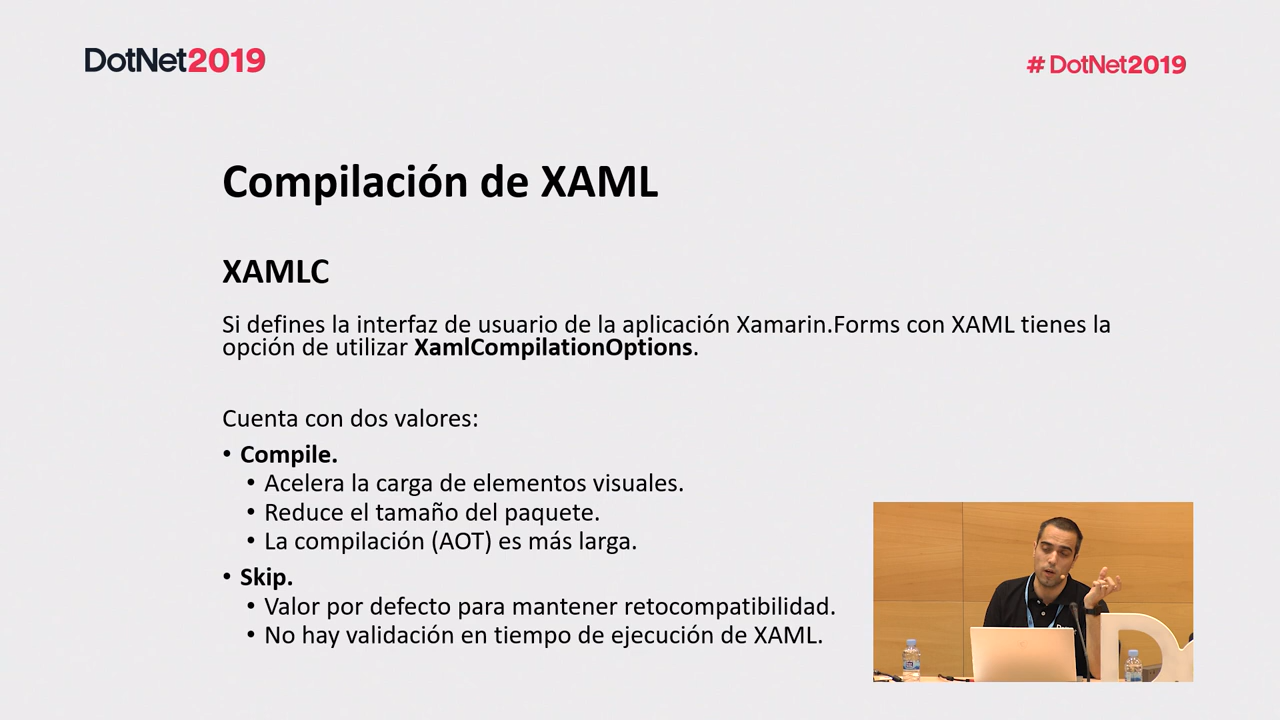 DotNet2019
# DotNet2019
Compilación de XAML
XAMLC
Si defines la interfaz de usuario de la aplicación Xamarin.Forms con XAML tienes la
opción de utilizar XamlCompilationOptions.
Cuenta con dos valores:
• Compile.
• Acelera la carga de elementos visuales.
• Reduce el tamaño del paquete.
• La compilación (AOT) es más larga.
• Skip.
• Valor por defecto para mantener retocompatibilidad.
• No hay validación en tiempo de ejecución de XAML.